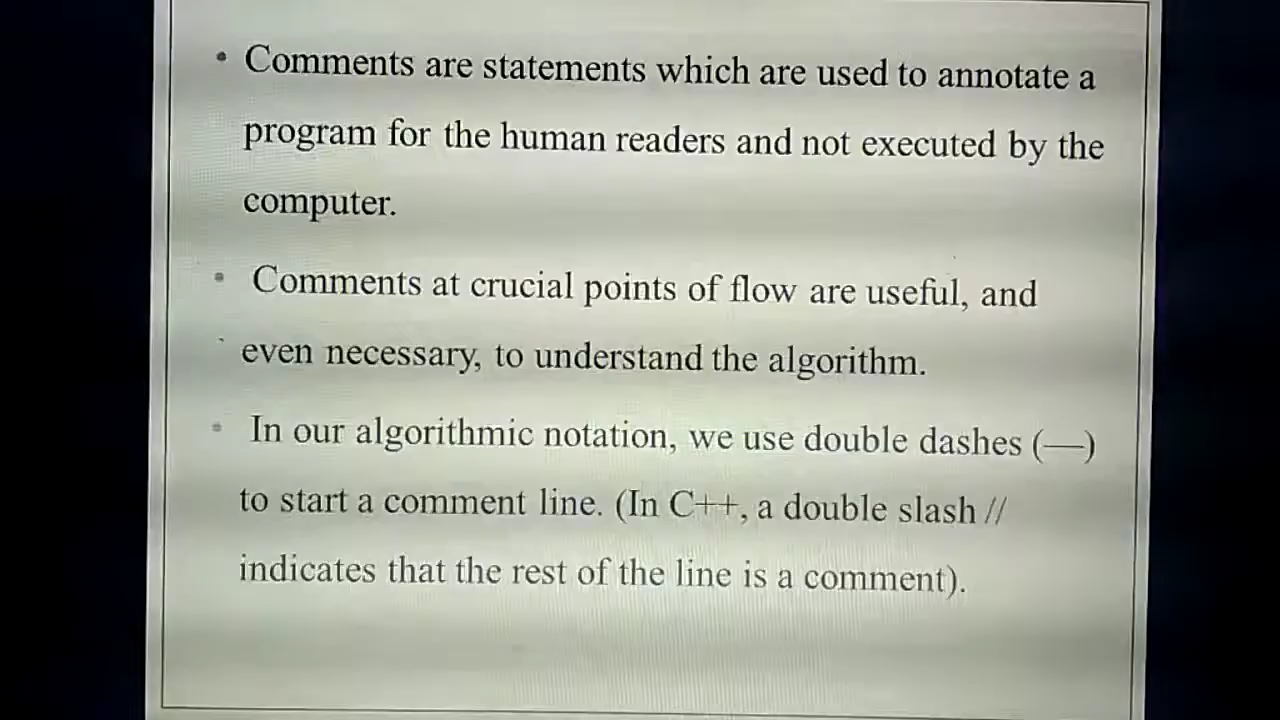 • Comments are statements which are used to annotate a
program for the human readers and not executed by the
computer.
• Comments at crucial points of flow are useful, and
even necessary, to understand the algorithm.
• In our algorithmic notation, we use double dashes (—)
to start a comment line. (In C++, a double slash //
indicates that the rest of the line is a comment).